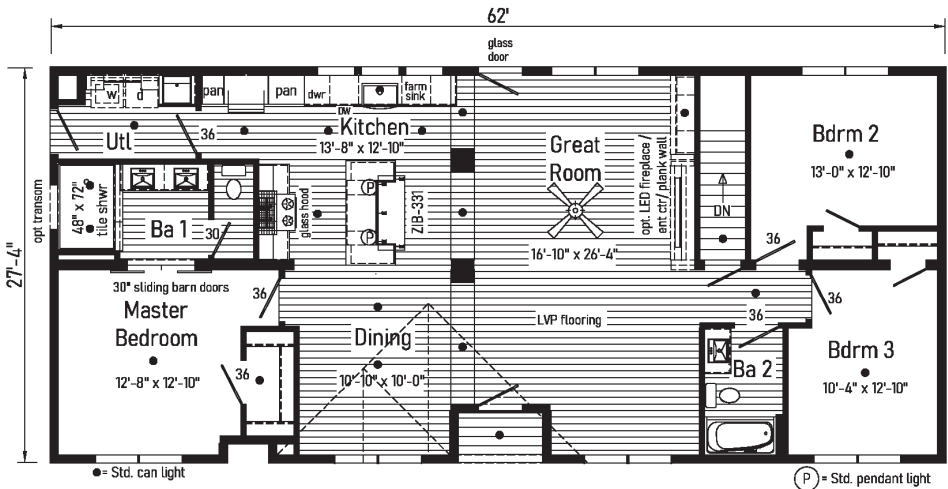 62'
27'-4"
glass
door
W
d
pan
pan
dwr
farm
sink
DW
Utl
36
Kitchen
13'-8" x 12'-10"
Great
Room
16'-10" x 26'-4"
opt. LED fireplace/
ent ctr/ plank wall
DN
Bdrm 2
13'-0" x 12'-10"
opt transom
48" x 72"
tile shwr
Ba 1
30
glass hood
P
P
ZIB-331
36
30" sliding barn doors
36
Master
Bedroom
12'-8" x 12'-10"
36
Dining
10'-10" x 10'-0"
LVP flooring
36
36
Ba 2
Bdrm 3
10'-4" x 12'-10"
●= Std. can light
P = Std. pendant light